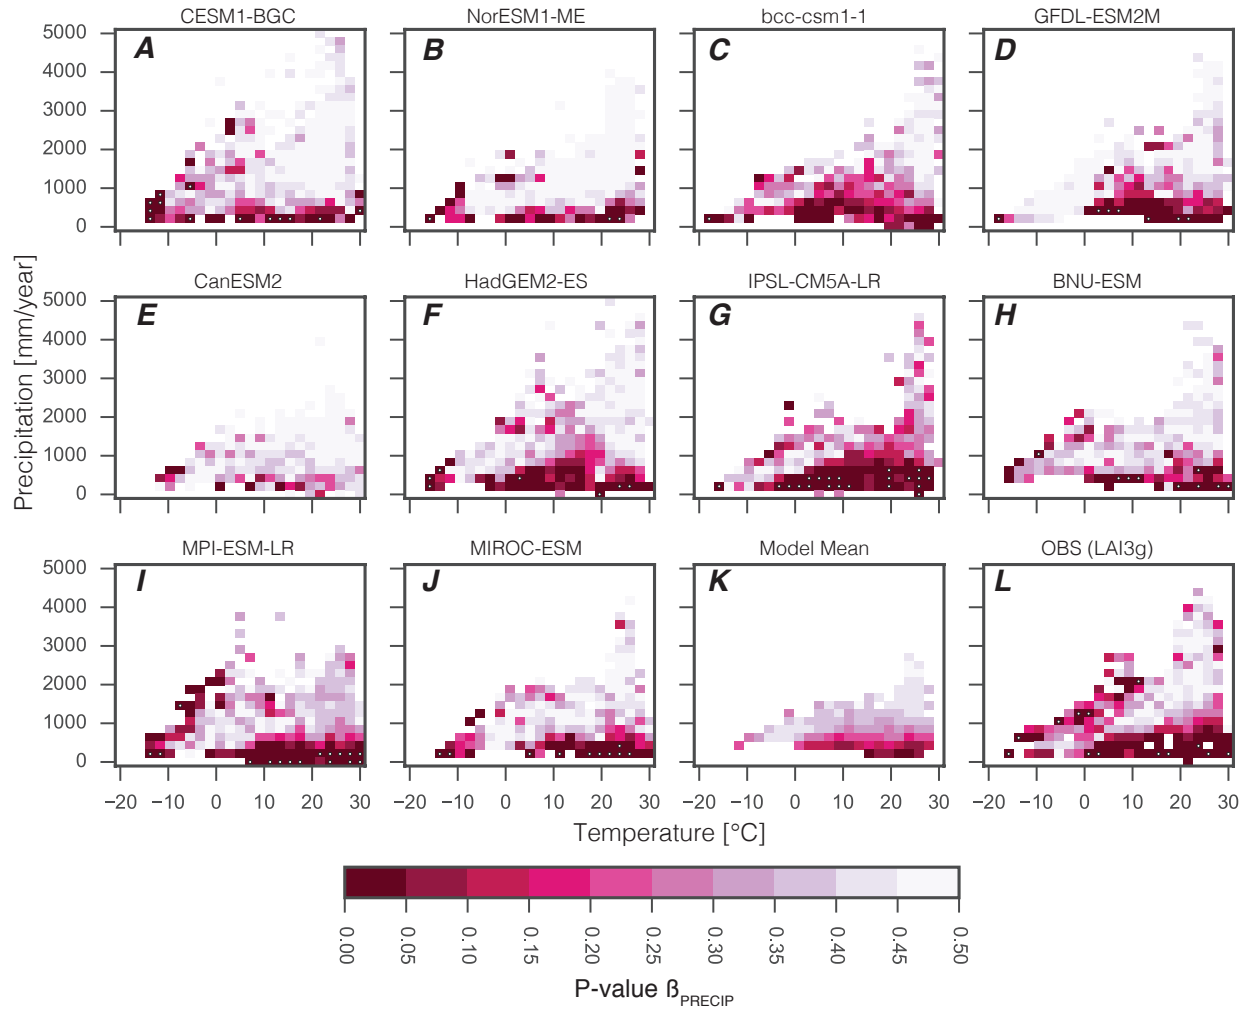 CESM1-BGC
NorESM1-ME
bcc-csm1-1
GFDL-ESM2M
A
B
C
D
5000
4000
3000
2000
1000
0
CanESM2
HadGEM2-ES
IPSL-CM5A-LR
BNU-ESM
E
F
G
H
5000
4000
3000
2000
1000
0
Precipitation [mm/year]
MPI-ESM-LR
MIROC-ESM
Model Mean
OBS (LAI3g)
I
J
K
L
5000
4000
3000
2000
1000
0
−20 −10 0 10 20 30
−20 −10 0 10 20 30
−20 −10 0 10 20 30
−20 −10 0 10 20 30
Temperature [°C]
0.00 0.05 0.10 0.15 0.20 0.25 0.30 0.35 0.40 0.45 0.50
P-value ßPRECIP